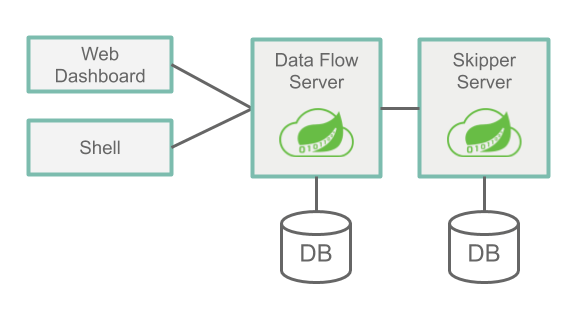 Web
Dashboard
Shell
Data Flow
Server
Skipper
Server
DB
DB